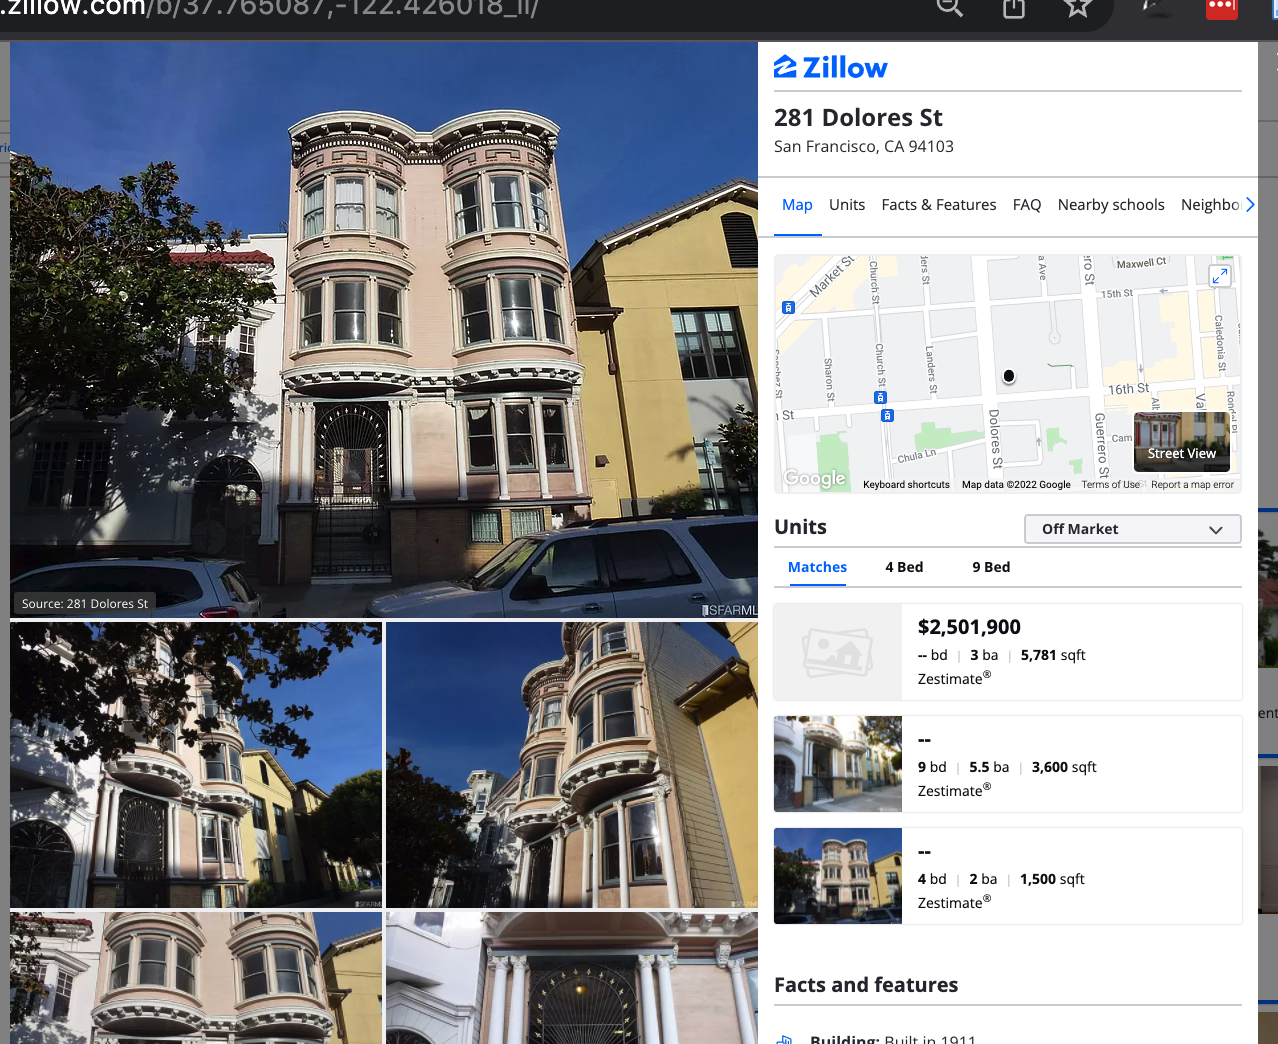 .zillow.com/b/37.765087,-122.426018_ll/
Zillow
281 Dolores St
San Francisco, CA 94103
Map Units Facts & Features FAQ Nearby schools Neighbo
Market St
Church St
Maxwell Ct
15th St
Caledonia St
Sharon St
Church St
Landers St
16th St
Dolores St
Guerrero St
Chula Ln
Cam
Street View
Google
Keyboard shortcuts Map data ©2022 Google Terms of Use Report a map error
Units
Off Market
Matches 4 Bed 9 Bed
$2,501,900
-- bd | 3 ba | 5,781 sqft
Zestimate®
--
9 bd | 5.5 ba | 3,600 sqft
Zestimate®
--
4 bd | 2 ba | 1,500 sqft
Zestimate®
Facts and features
Building: Built in 1911
Source: 281 Dolores St
SFARML